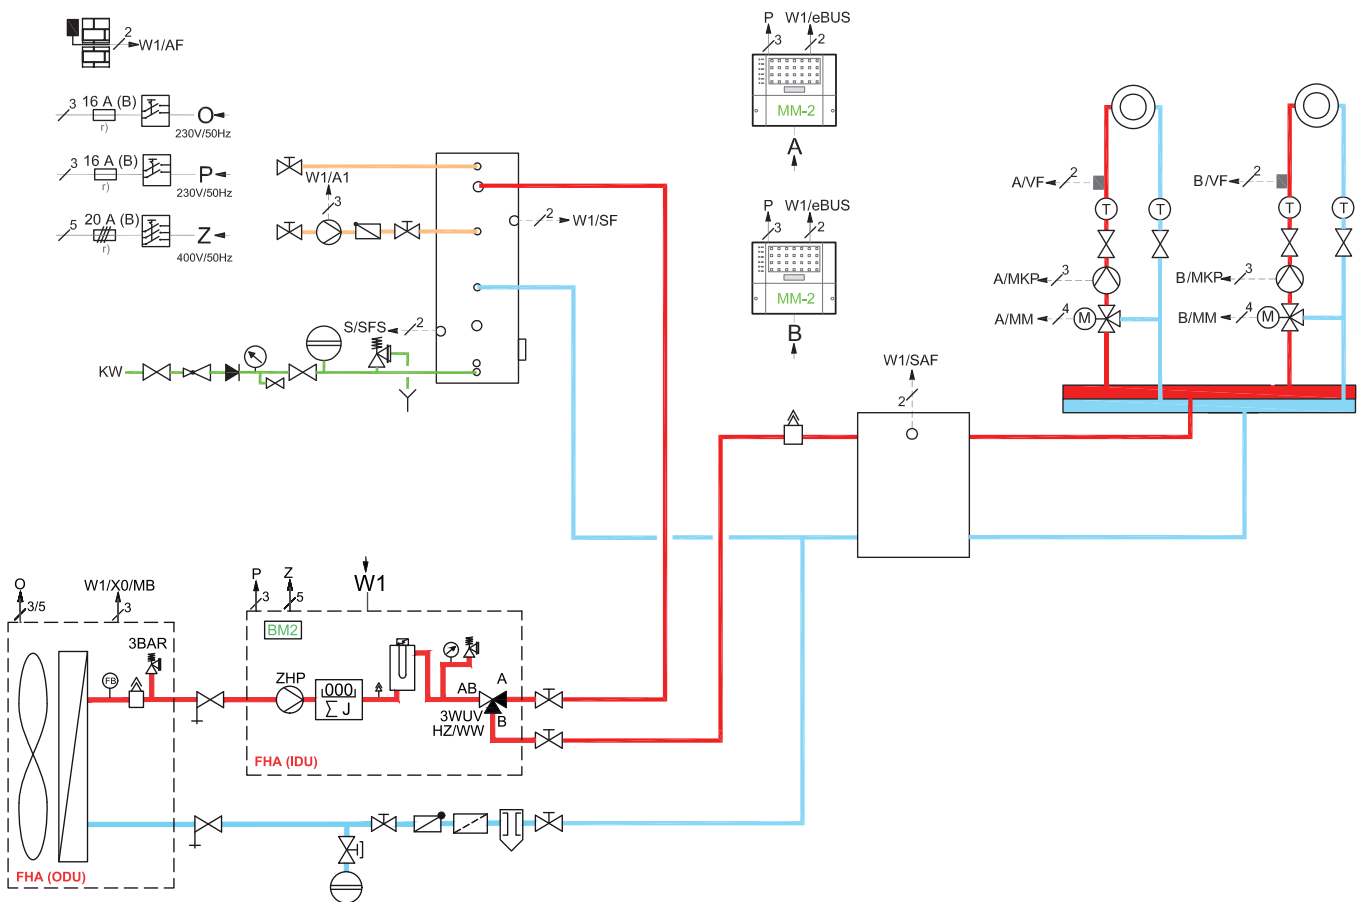 2
W1/AF
3
16 A (B)
r)
O
230V/50Hz
3
16 A (B)
r)
P
230V/50Hz
5
20 A (B)
r)
Z
400V/50Hz
P
W1/eBUS
3
2
MM-2
A
P
W1/eBUS
3
2
MM-2
B
W1/A1
3
2
W1/SF
S/SFS
2
KW
A/VF
2
T
T
A/MKP
3
A/MM
4
M
B/VF
2
T
T
B/MKP
3
B/MM
4
M
W1/SAF
2
O
3/5
W1/X0/MB
3
3BAR
FB
FHA (ODU)
P
3
Z
5
W1
BM2
ZHP
000
∑ J
AB
A
B
3WUV
HZ/WW
FHA (IDU)